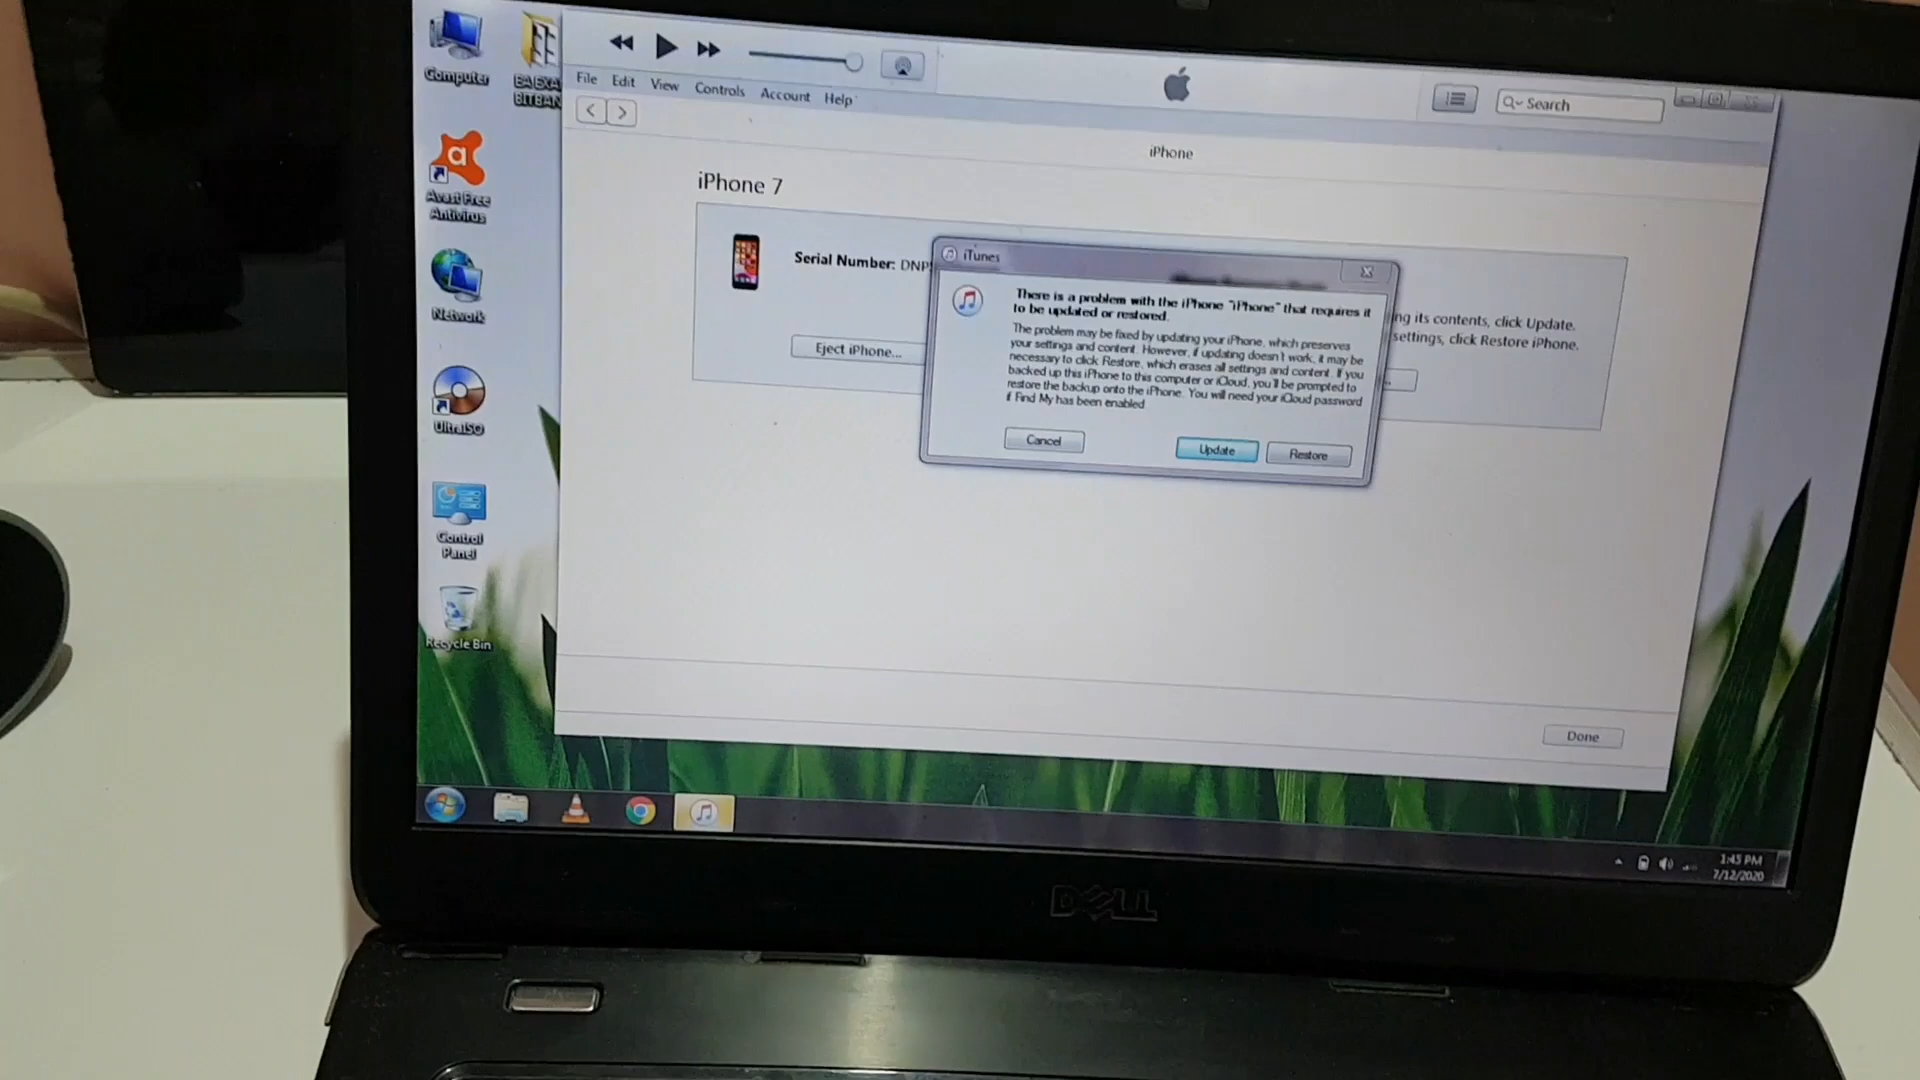 Computer
Avast Free
Antivirus
Network
UltraISO
Control
Panel
Recycle Bin
File Edit View Controls Account Help
Search
iPhone
iPhone 7
Serial Number: DNP
Eject iPhone...
ng its contents, click Update.
settings, click Restore iPhone.
iTunes
There is a problem with the iPhone "iPhone" that requires it
to be updated or restored.
The problem may be fixed by updating your iPhone, which preserves
your settings and content. However, if updating doesn't work, it may be
necessary to click Restore, which erases all settings and content. If you
backed up this iPhone to this computer or iCloud, you'll be prompted to
restore the backup onto the iPhone. You will need your iCloud password
if Find My has been enabled
Cancel
Update
Restore
Done
1:45 PM
7/12/2020
DELL